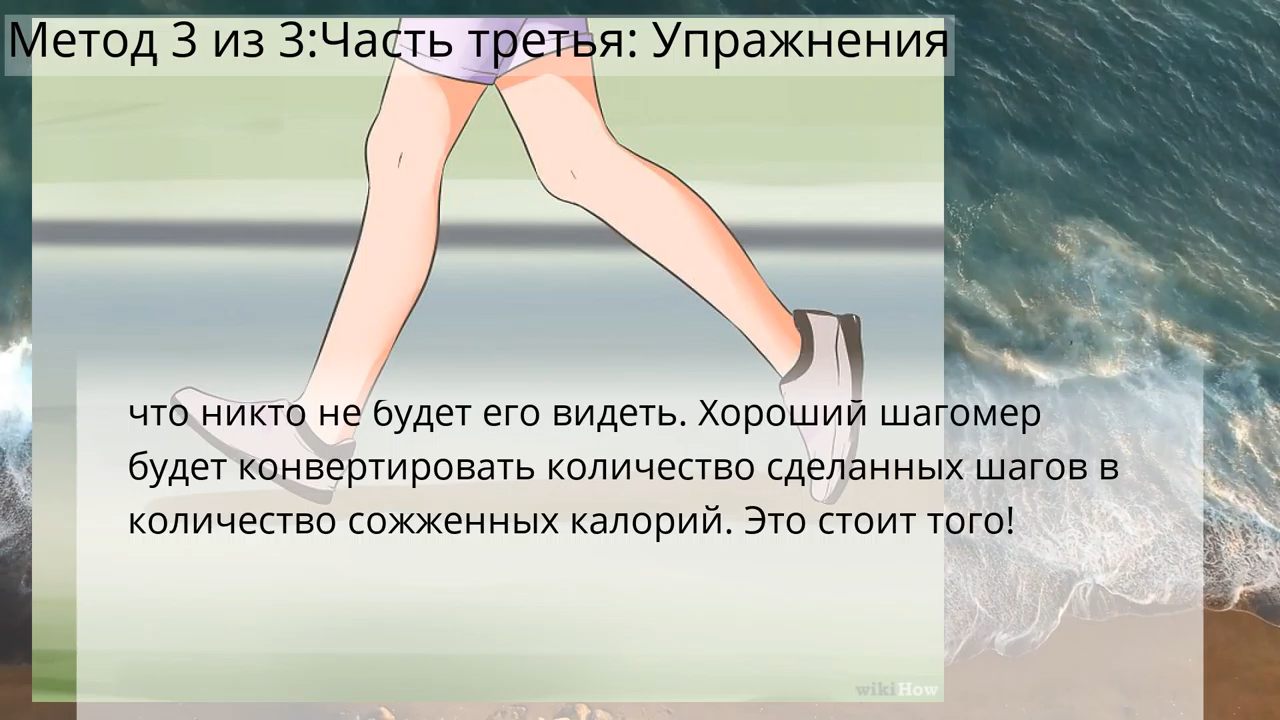 Метод 3 из 3:Часть третья: Упражнения
что никто не будет его видеть. Хороший шагомер
будет конвертировать количество сделанных шагов в
количество сожженных калорий. Это стоит того!
wikiHow